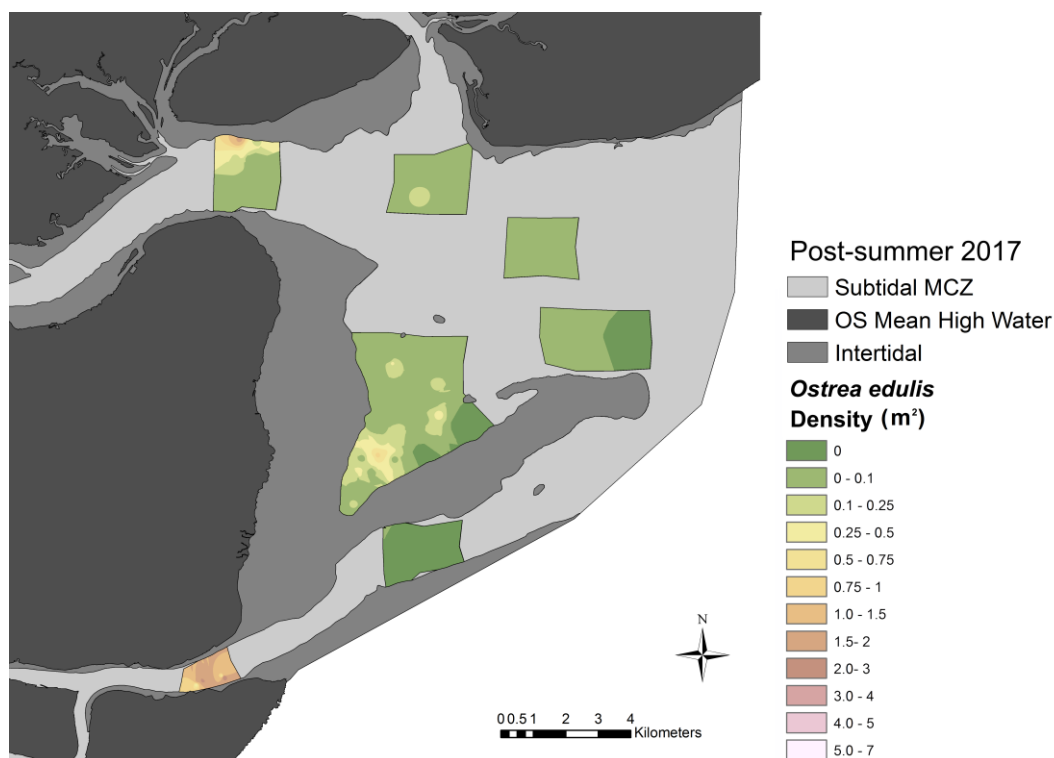 Post-summer 2017
Subtidal MCZ
OS Mean High Water
Intertidal
Ostrea edulis
Density (m²)
0
0 - 0.1
0.1 - 0.25
0.25 - 0.5
0.5 - 0.75
0.75 - 1
1.0 - 1.5
1.5- 2
2.0- 3
3.0 - 4
4.0 - 5
5.0 - 7
N
0 0.5 1 2 3 4
Kilometers